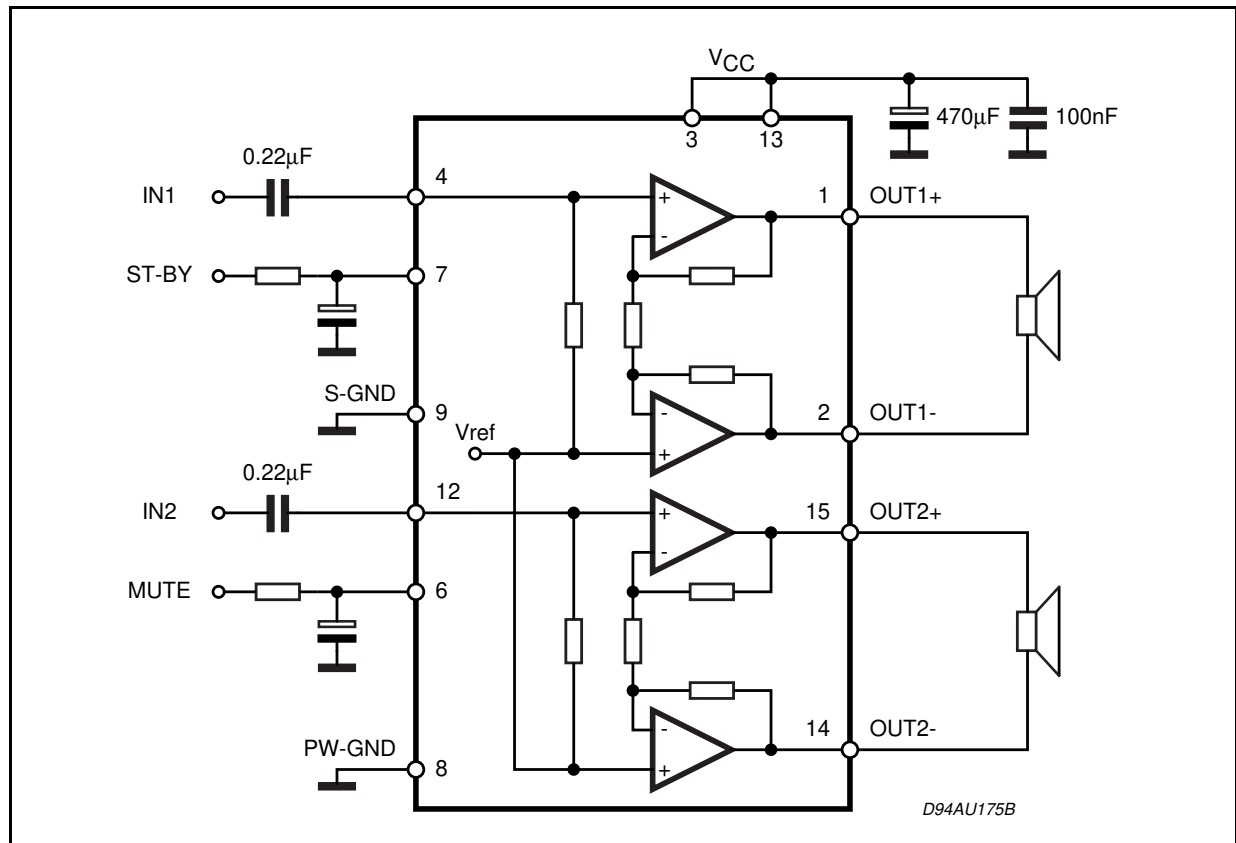 VCC
470µF
100nF
3
13
0.22µF
IN1
4
+
-
1
OUT1+
ST-BY
7
S-GND
9
-
+
2
OUT1-
Vref
0.22µF
IN2
12
+
-
15
OUT2+
MUTE
6
PW-GND
8
-
+
14
OUT2-
D94AU175B